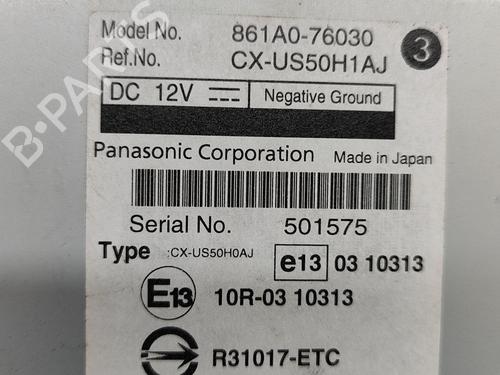 Model No. 861A0-76030
3
Ref.No. CX-US50H1AJ
DC 12V Negative Ground
Panasonic Corporation Made in Japan
Serial No. 501575
Type :CX-US50H0AJ e13 03 10313
E13 10R-03 10313
R31017-ETC
B-PARTS